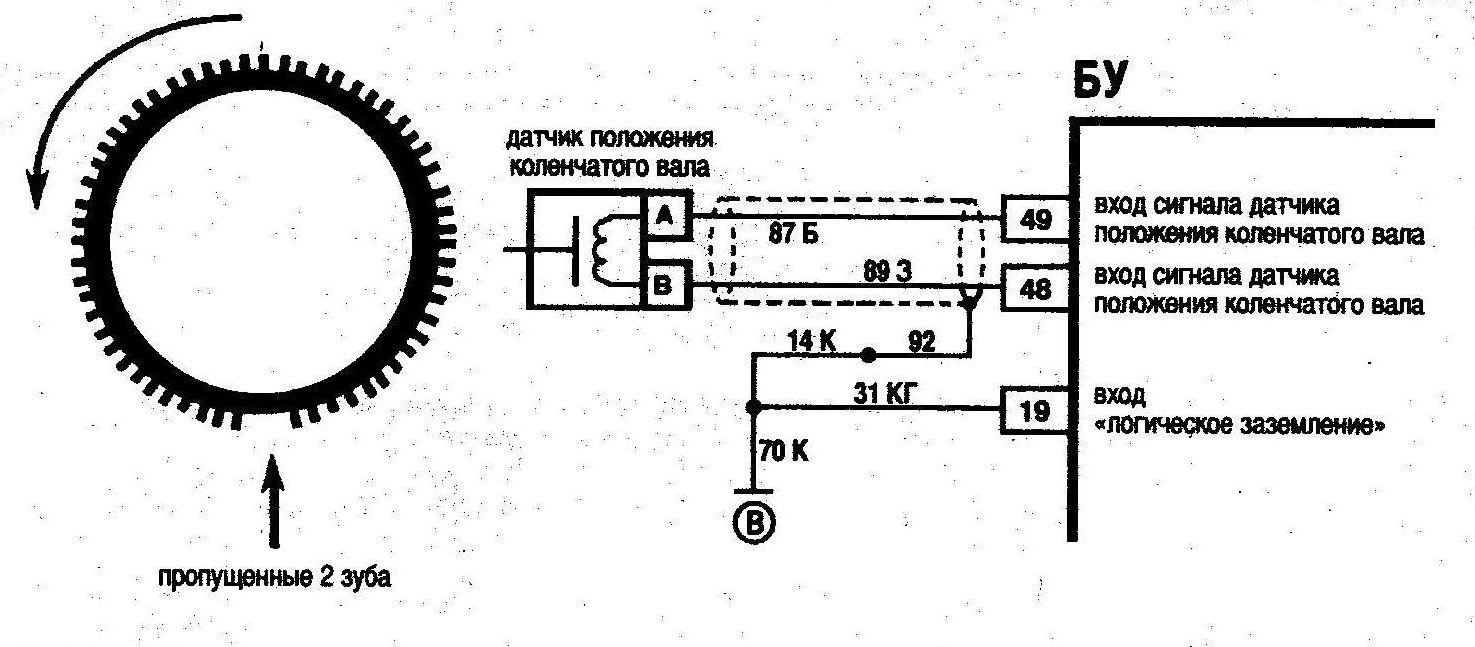 БУ
датчик положения
коленчатого вала
А
В
87 Б
89 З
49
вход сигнала датчика
положения коленчатого вала
48
вход сигнала датчика
положения коленчатого вала
14 К
92
31 КГ
19
вход
«логическое заземление»
70 К
В
пропущенные 2 зуба